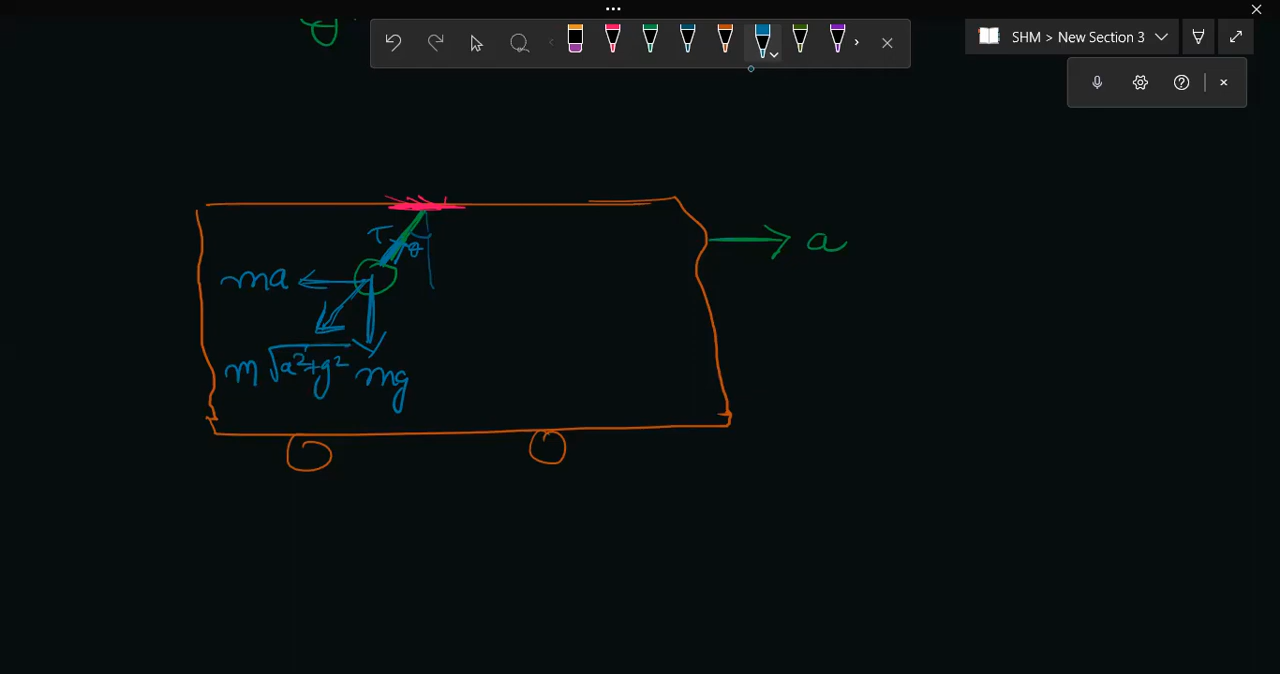 SHM > New Section 3
T
θ
a
ma
m√a²+g²
mg